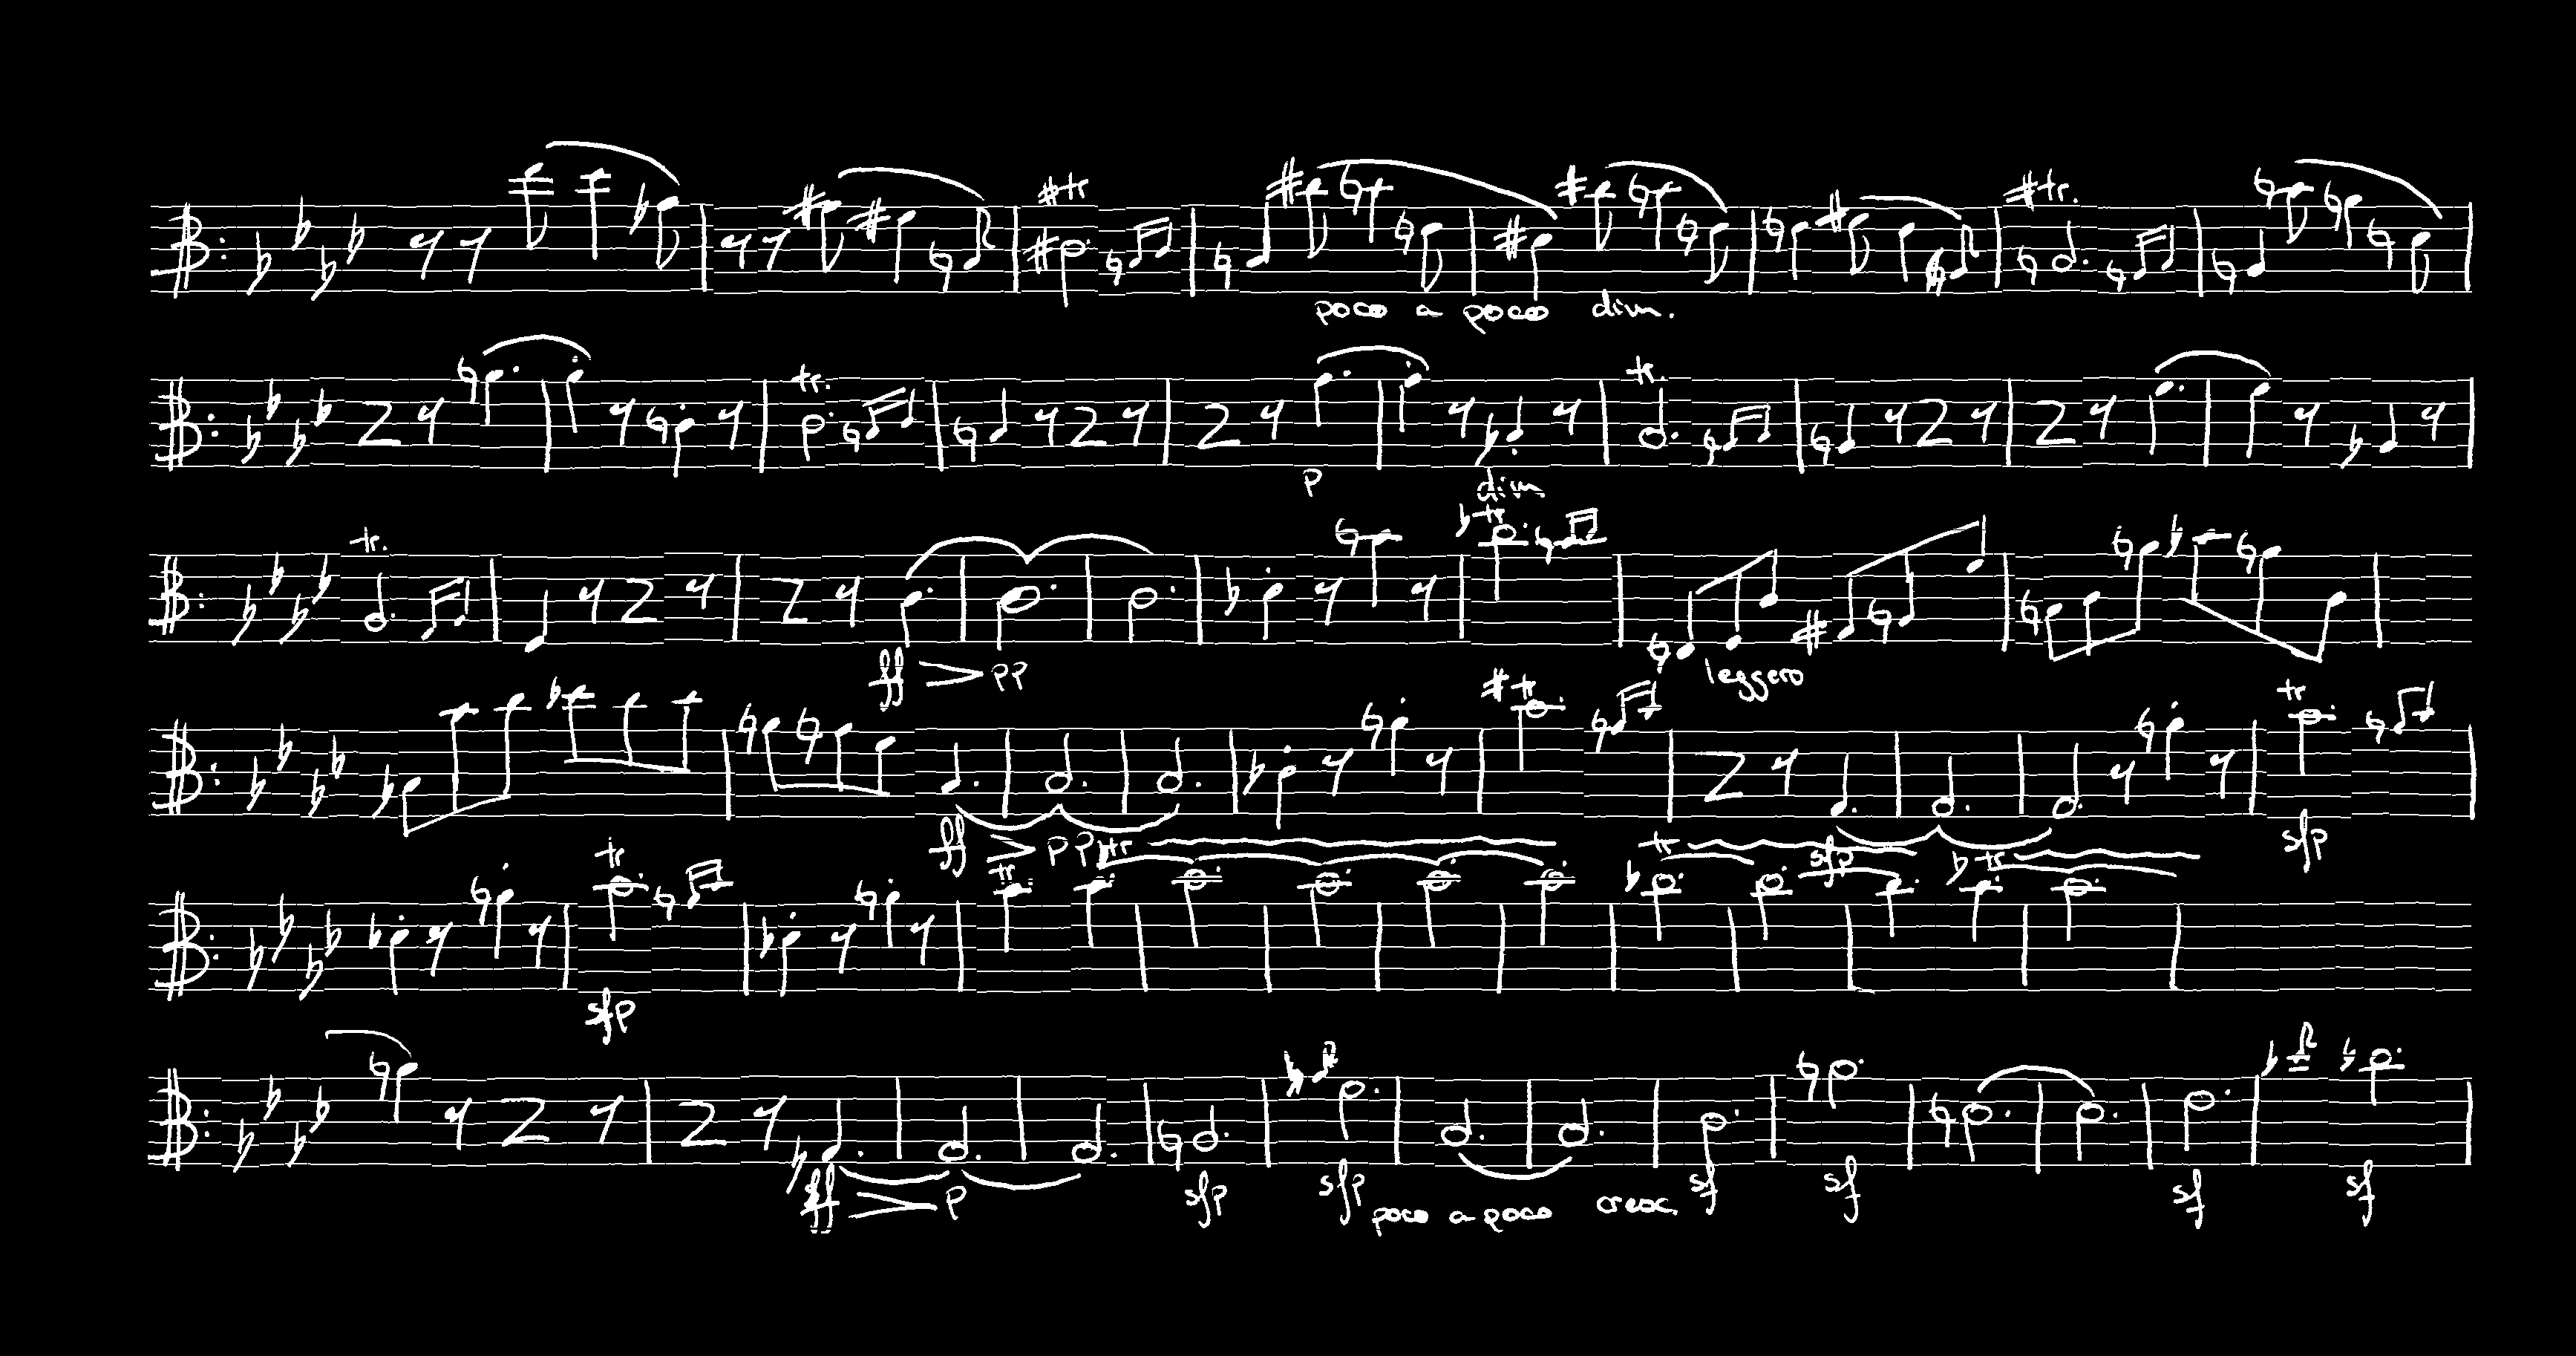 #tr #tr.
poco a poco dim.
tr. tr.
p dim
tr. ♭tr
ff > pp leggero
#tr tr
ff > pp sfp
tr tr tr tr ♭tr
sfp sfp
ff > p sfp sfp poco a poco cresc. sf sf sf sf